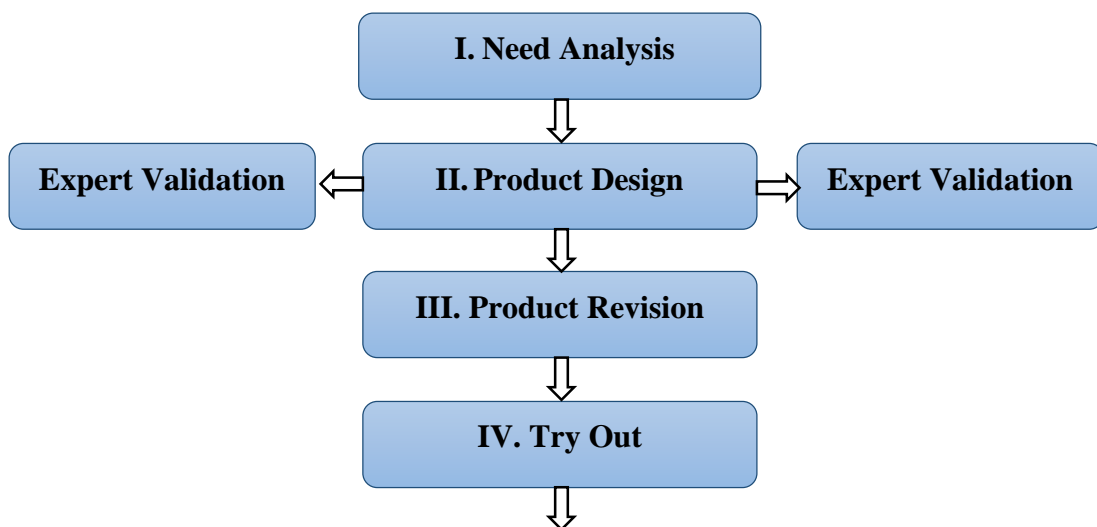 I. Need Analysis
Expert Validation
II. Product Design
Expert Validation
III. Product Revision
IV. Try Out